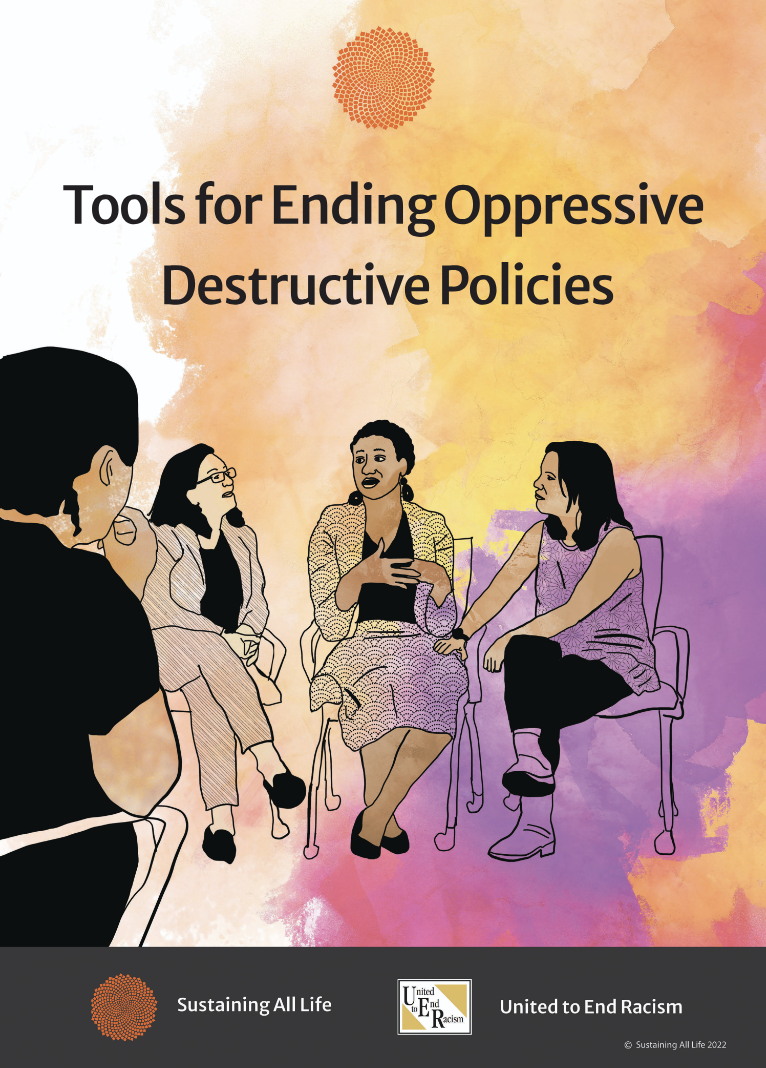 Tools for Ending Oppressive
Destructive Policies
Sustaining All Life
United
to End
Racism
United to End Racism
© Sustaining All Life 2022